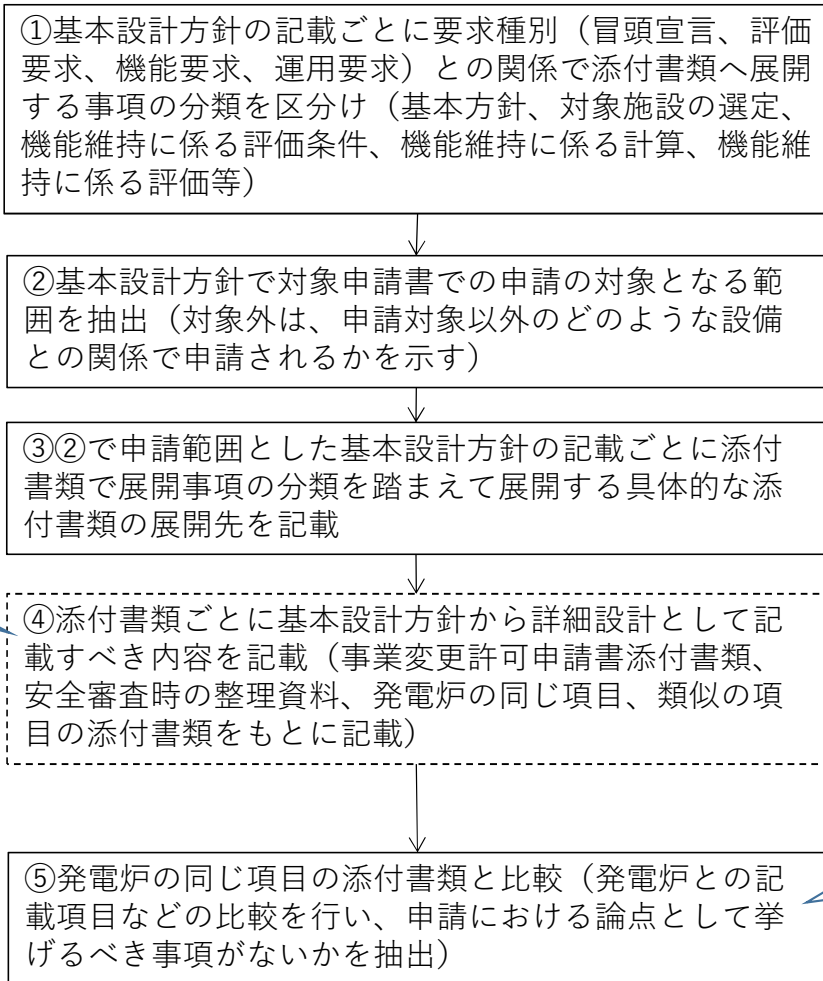 ①基本設計方針の記載ごとに要求種別（冒頭宣言、評価
要求、機能要求、運用要求）との関係で添付書類へ展開
する事項の分類を区分け（基本方針、対象施設の選定、
機能維持に係る評価条件、機能維持に係る計算、機能維
持に係る評価等）
②基本設計方針で対象申請書での申請の対象となる範
囲を抽出（対象外は、申請対象以外のどのような設備
との関係で申請されるかを示す）
③②で申請範囲とした基本設計方針の記載ごとに添付
書類で展開事項の分類を踏まえて展開する具体的な添
付書類の展開先を記載
④添付書類ごとに基本設計方針から詳細設計として記
載すべき内容を記載（事業変更許可申請書添付書類、
安全審査時の整理資料、発電炉の同じ項目、類似の項
目の添付書類をもとに記載）
⑤発電炉の同じ項目の添付書類と比較（発電炉との記
載項目などの比較を行い、申請における論点として挙
げるべき事項がないかを抽出）